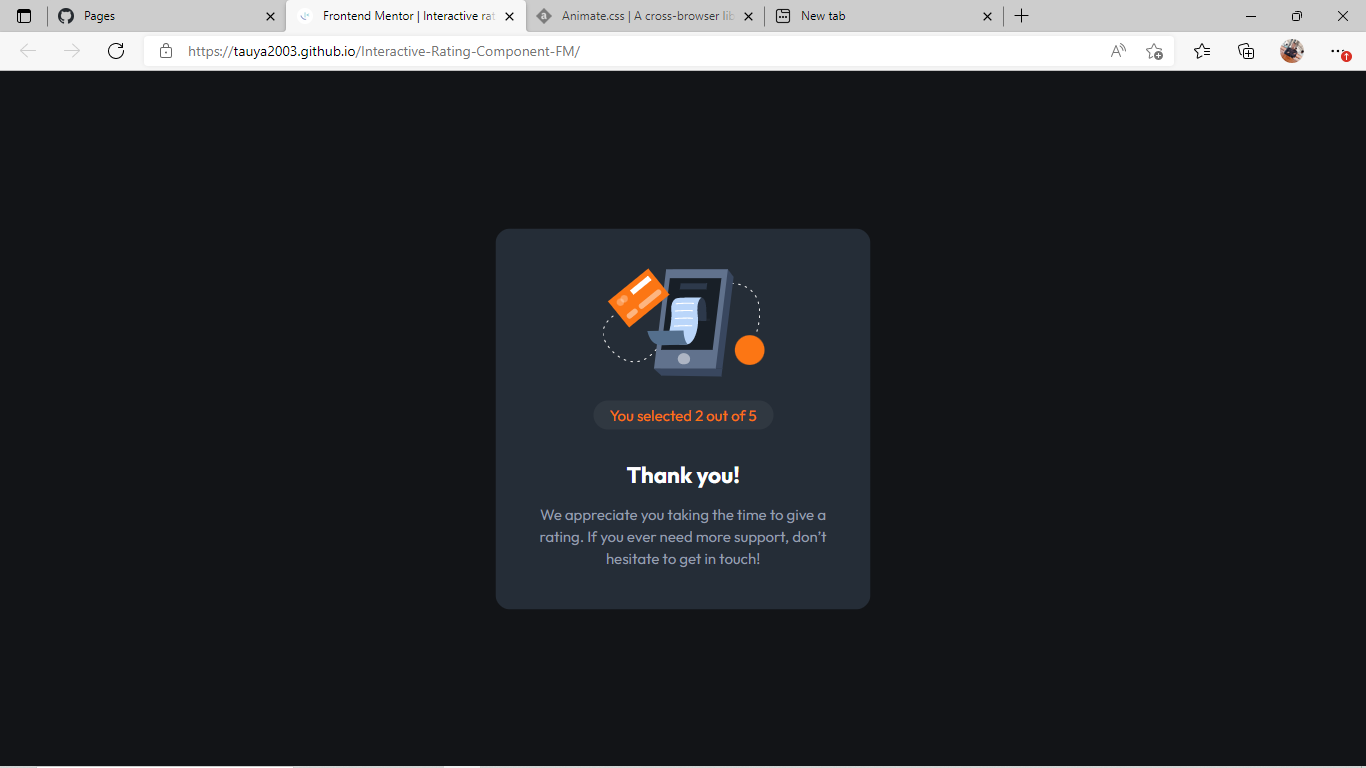 Pages
Frontend Mentor | Interactive rat
Animate.css | A cross-browser lib
New tab
https://tauya2003.github.io/Interactive-Rating-Component-FM/
You selected 2 out of 5
Thank you!
We appreciate you taking the time to give a
rating. If you ever need more support, don’t
hesitate to get in touch!